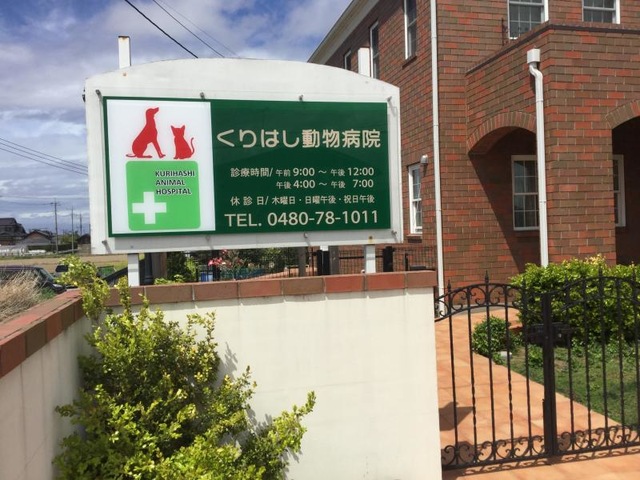 くりはし動物病院
KURIHASHI
ANIMAL
HOSPITAL
診療時間/ 午前 9:00 ～ 午後 12:00
午後 4:00 ～ 午後 7:00
休診日/ 木曜日・日曜午後・祝日午後
TEL. 0480-78-1011